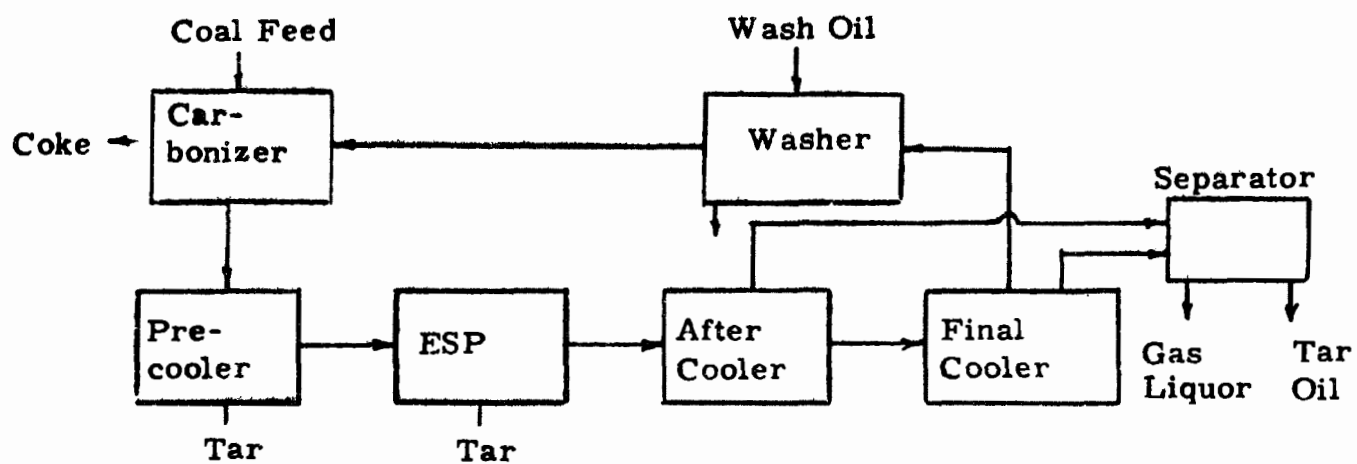 Coal Feed
Wash Oil
Coke
Car-
bonizer
Washer
Separator
Pre-
cooler
ESP
After
Cooler
Final
Cooler
Gas
Liquor
Tar
Oil
Tar
Tar